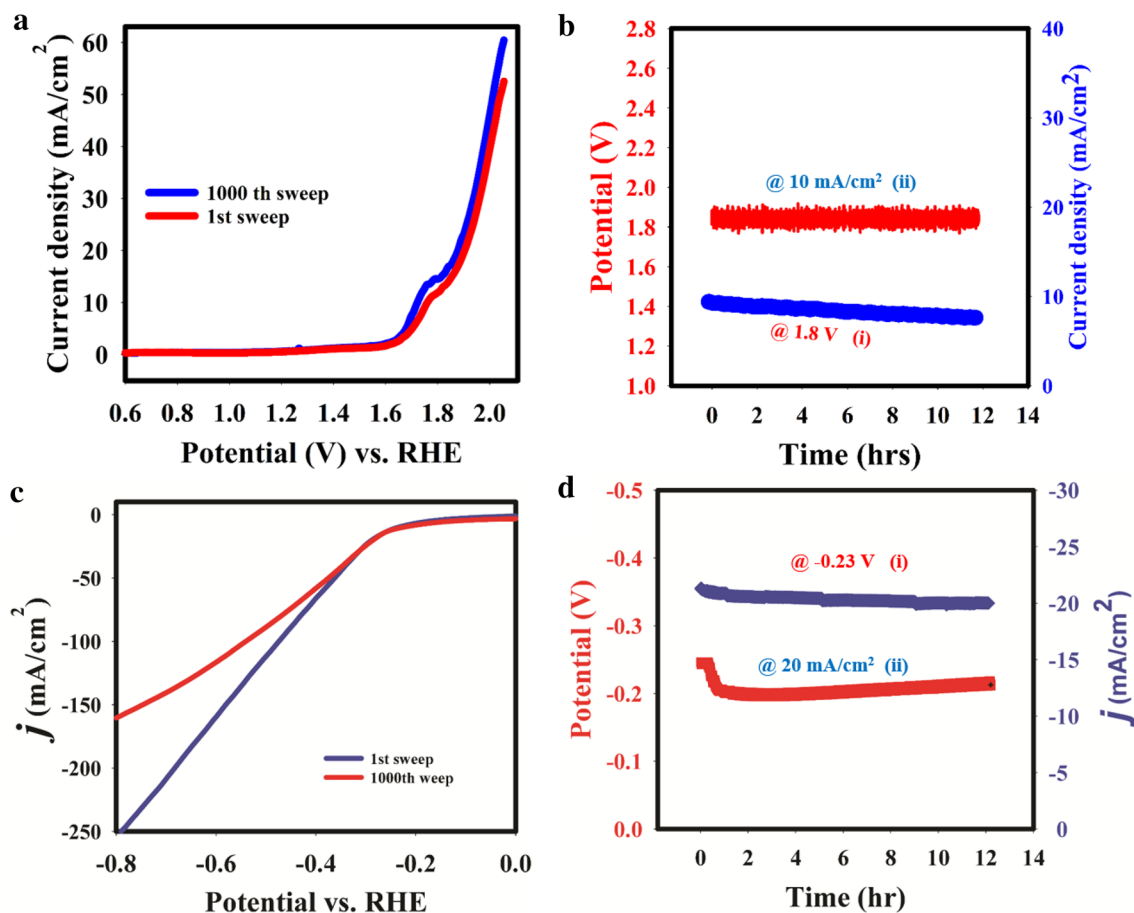 a
Current density (mA/cm²)
60
50
40
30
20
10
0
1000 th sweep
1st sweep
0.6 0.8 1.0 1.2 1.4 1.6 1.8 2.0
Potential (V) vs. RHE
b
Potential (V)
2.8
2.6
2.4
2.2
2.0
1.8
1.6
1.4
1.2
1.0
@ 10 mA/cm² (ii)
@ 1.8 V (i)
40
30
20
10
0
Current density (mA/cm²)
0 2 4 6 8 10 12 14
Time (hrs)
c
j (mA/cm²)
0
-50
-100
-150
-200
-250
1st sweep
1000th weep
-0.8 -0.6 -0.4 -0.2 0.0
Potential vs. RHE
d
Potential (V)
-0.5
-0.4
-0.3
-0.2
-0.1
0.0
@ -0.23 V (i)
@ 20 mA/cm² (ii)
-30
-25
-20
-15
-10
-5
0
j (mA/cm²)
0 2 4 6 8 10 12 14
Time (hr)